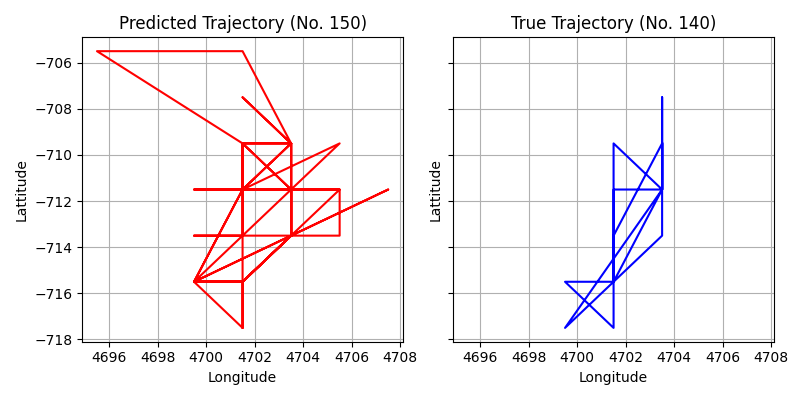 Predicted Trajectory (No. 150)
True Trajectory (No. 140)
−706
−708
−710
−712
−714
−716
−718
Lattitude
Lattitude
4696 4698 4700 4702 4704 4706 4708
4696 4698 4700 4702 4704 4706 4708
Longitude
Longitude